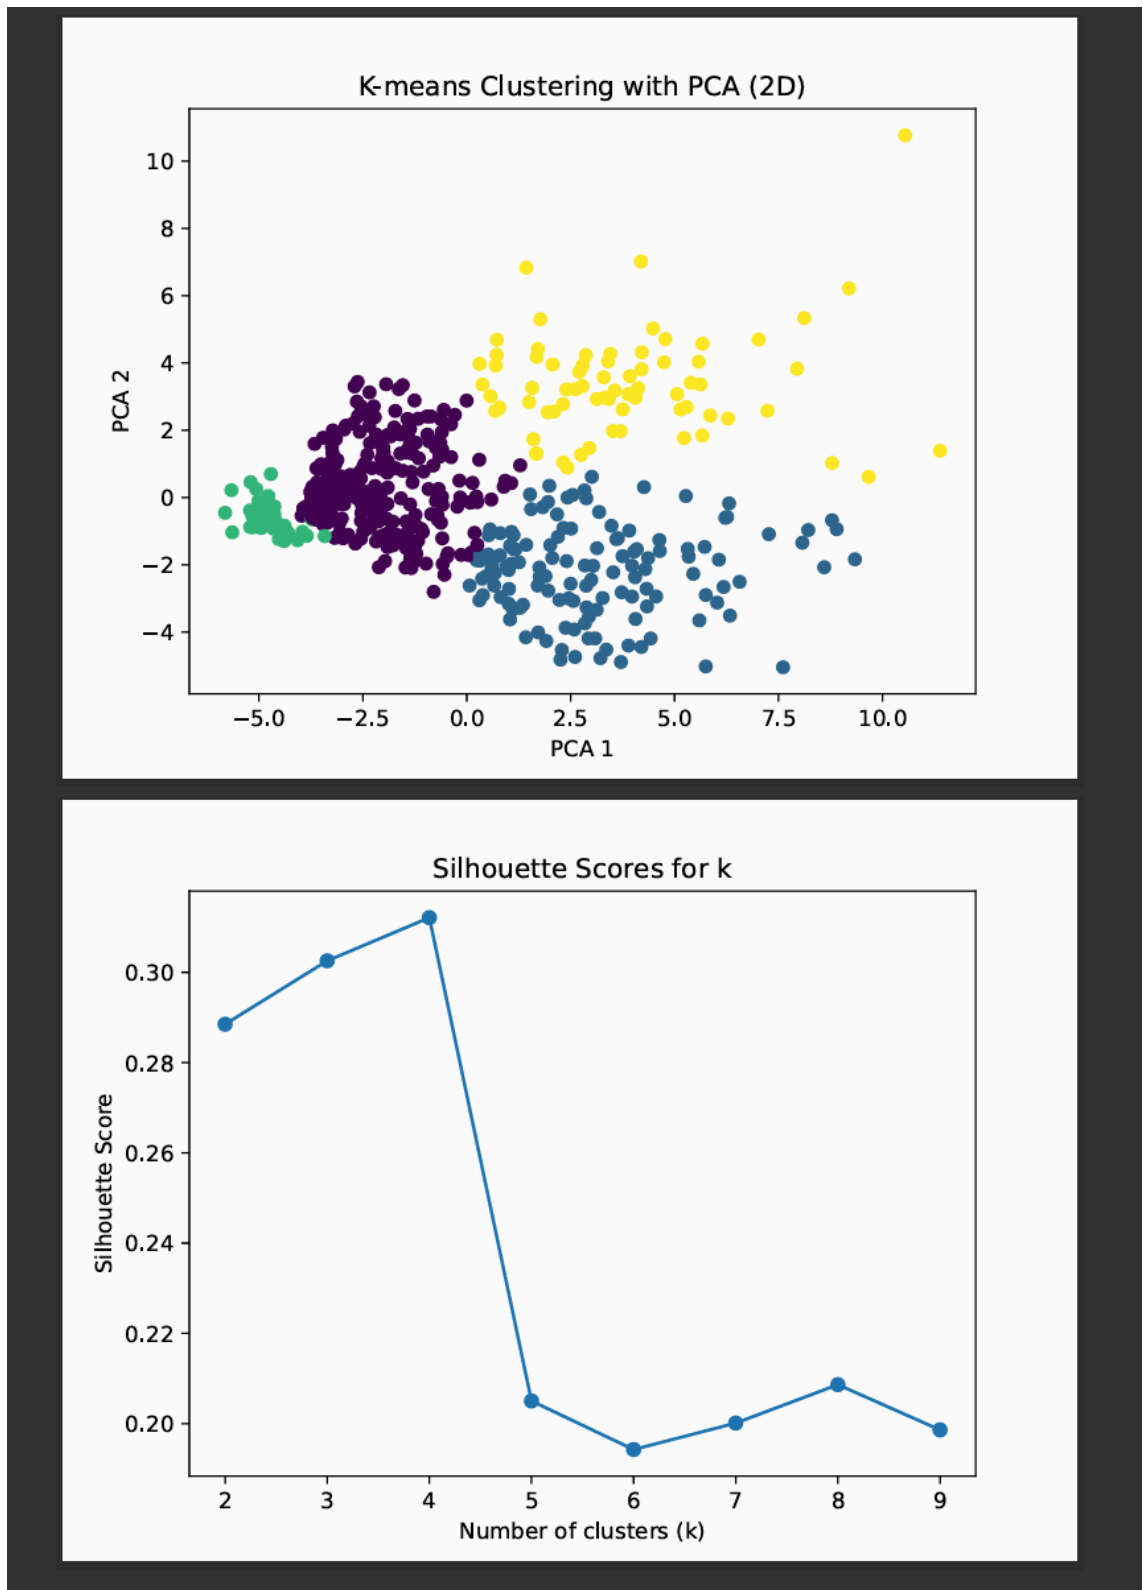 K-means Clustering with PCA (2D)
10
8
6
4
2
0
−2
−4
PCA 2
−5.0 −2.5 0.0 2.5 5.0 7.5 10.0
PCA 1
Silhouette Scores for k
0.30
0.28
0.26
0.24
0.22
0.20
Silhouette Score
2 3 4 5 6 7 8 9
Number of clusters (k)